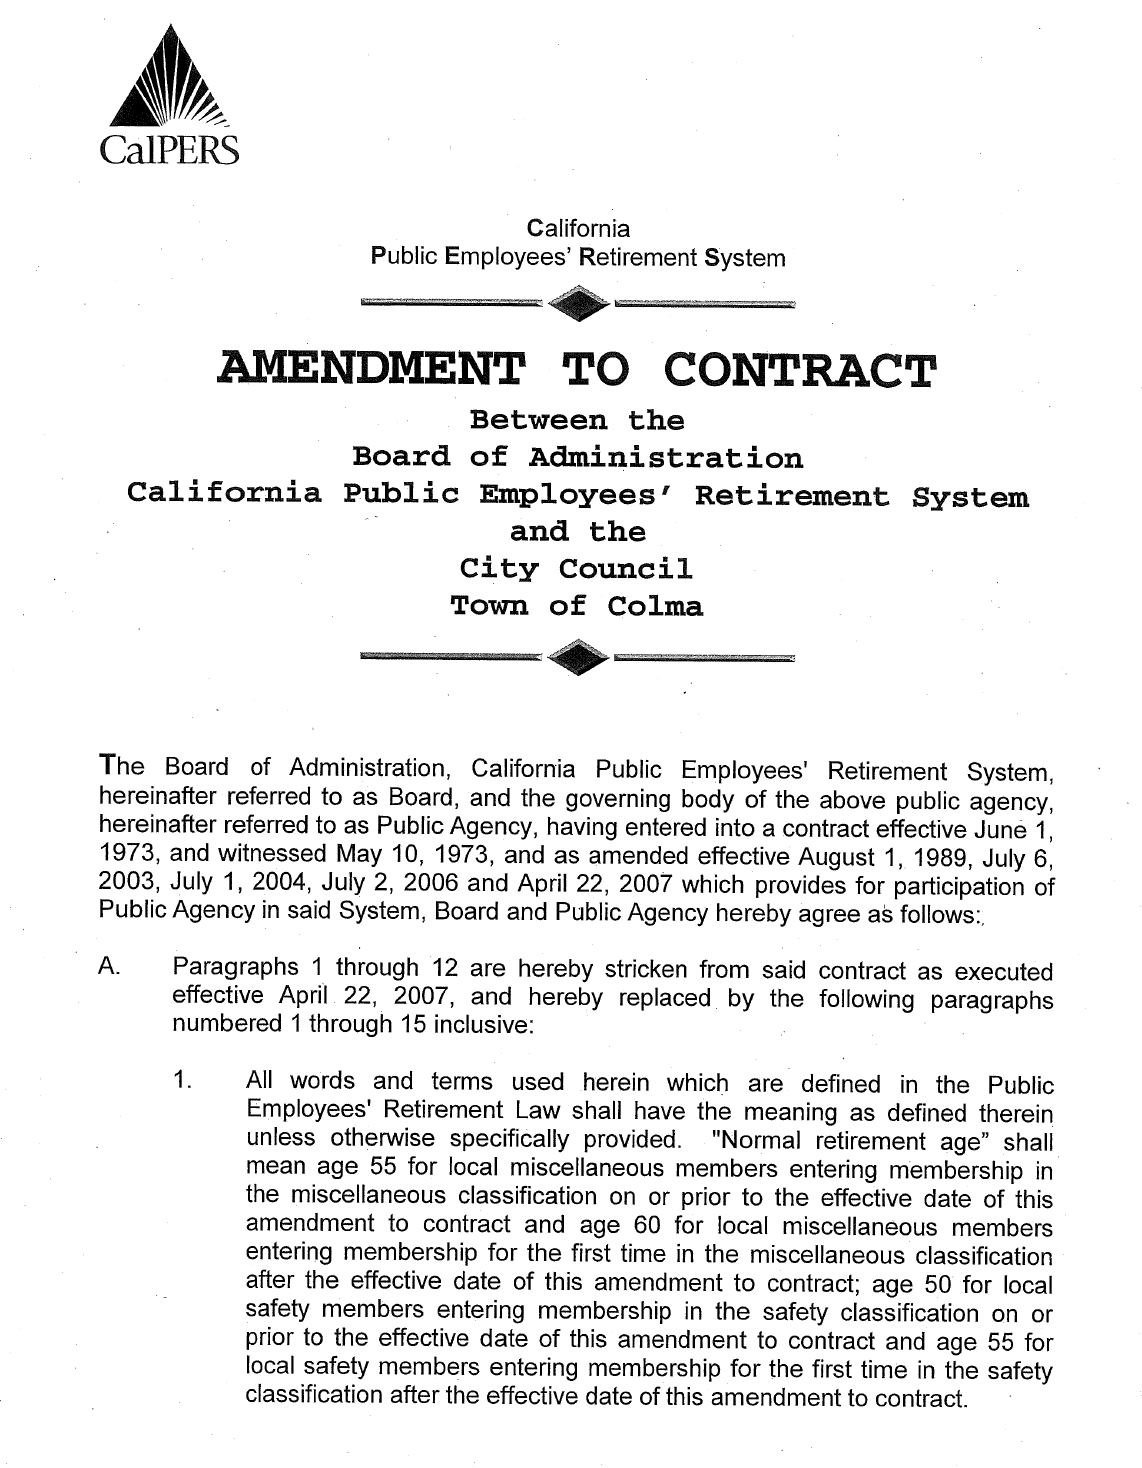 CalPERS
California
Public Employees' Retirement System
AMENDMENT TO CONTRACT
Between the
Board of Administration
California Public Employees' Retirement System
and the
City Council
Town of Colma
The Board of Administration, California Public Employees' Retirement System,
hereinafter referred to as Board, and the governing body of the above public agency,
hereinafter referred to as Public Agency, having entered into a contract effective June 1,
1973, and witnessed May 10, 1973, and as amended effective August 1, 1989, July 6,
2003, July 1, 2004, July 2, 2006 and April 22, 2007 which provides for participation of
Public Agency in said System, Board and Public Agency hereby agree as follows:
A. Paragraphs 1 through 12 are hereby stricken from said contract as executed
effective April 22, 2007, and hereby replaced by the following paragraphs
numbered 1 through 15 inclusive:
1. All words and terms used herein which are defined in the Public
Employees' Retirement Law shall have the meaning as defined therein
unless otherwise specifically provided. "Normal retirement age" shall
mean age 55 for local miscellaneous members entering membership in
the miscellaneous classification on or prior to the effective date of this
amendment to contract and age 60 for local miscellaneous members
entering membership for the first time in the miscellaneous classification
after the effective date of this amendment to contract; age 50 for local
safety members entering membership in the safety classification on or
prior to the effective date of this amendment to contract and age 55 for
local safety members entering membership for the first time in the safety
classification after the effective date of this amendment to contract.